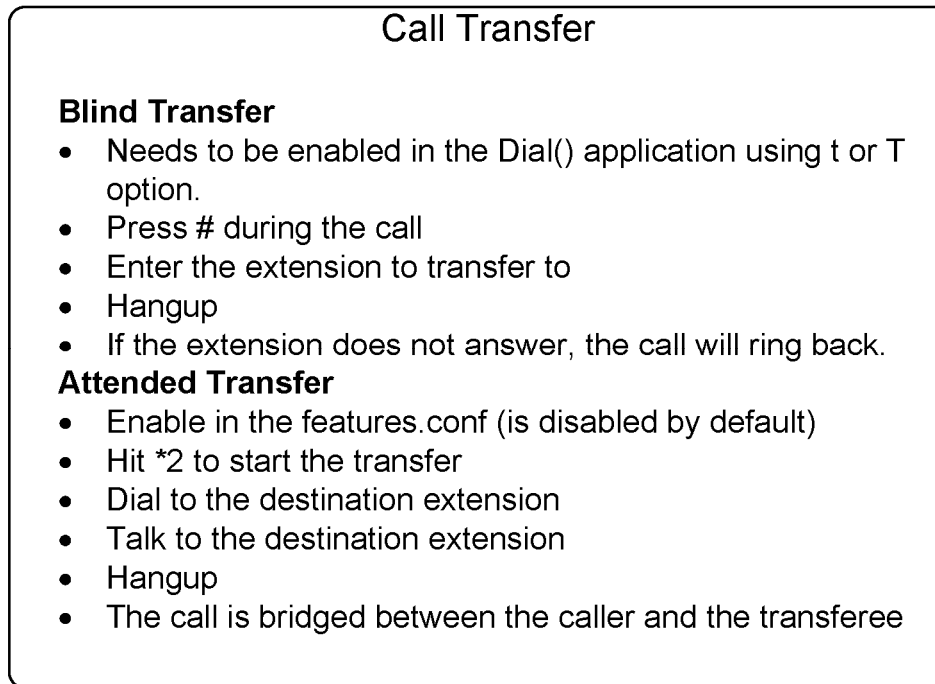 Call Transfer
Blind Transfer
• Needs to be enabled in the Dial() application using t or T
option.
• Press # during the call
• Enter the extension to transfer to
• Hangup
• If the extension does not answer, the call will ring back.
Attended Transfer
• Enable in the features.conf (is disabled by default)
• Hit *2 to start the transfer
• Dial to the destination extension
• Talk to the destination extension
• Hangup
• The call is bridged between the caller and the transferee